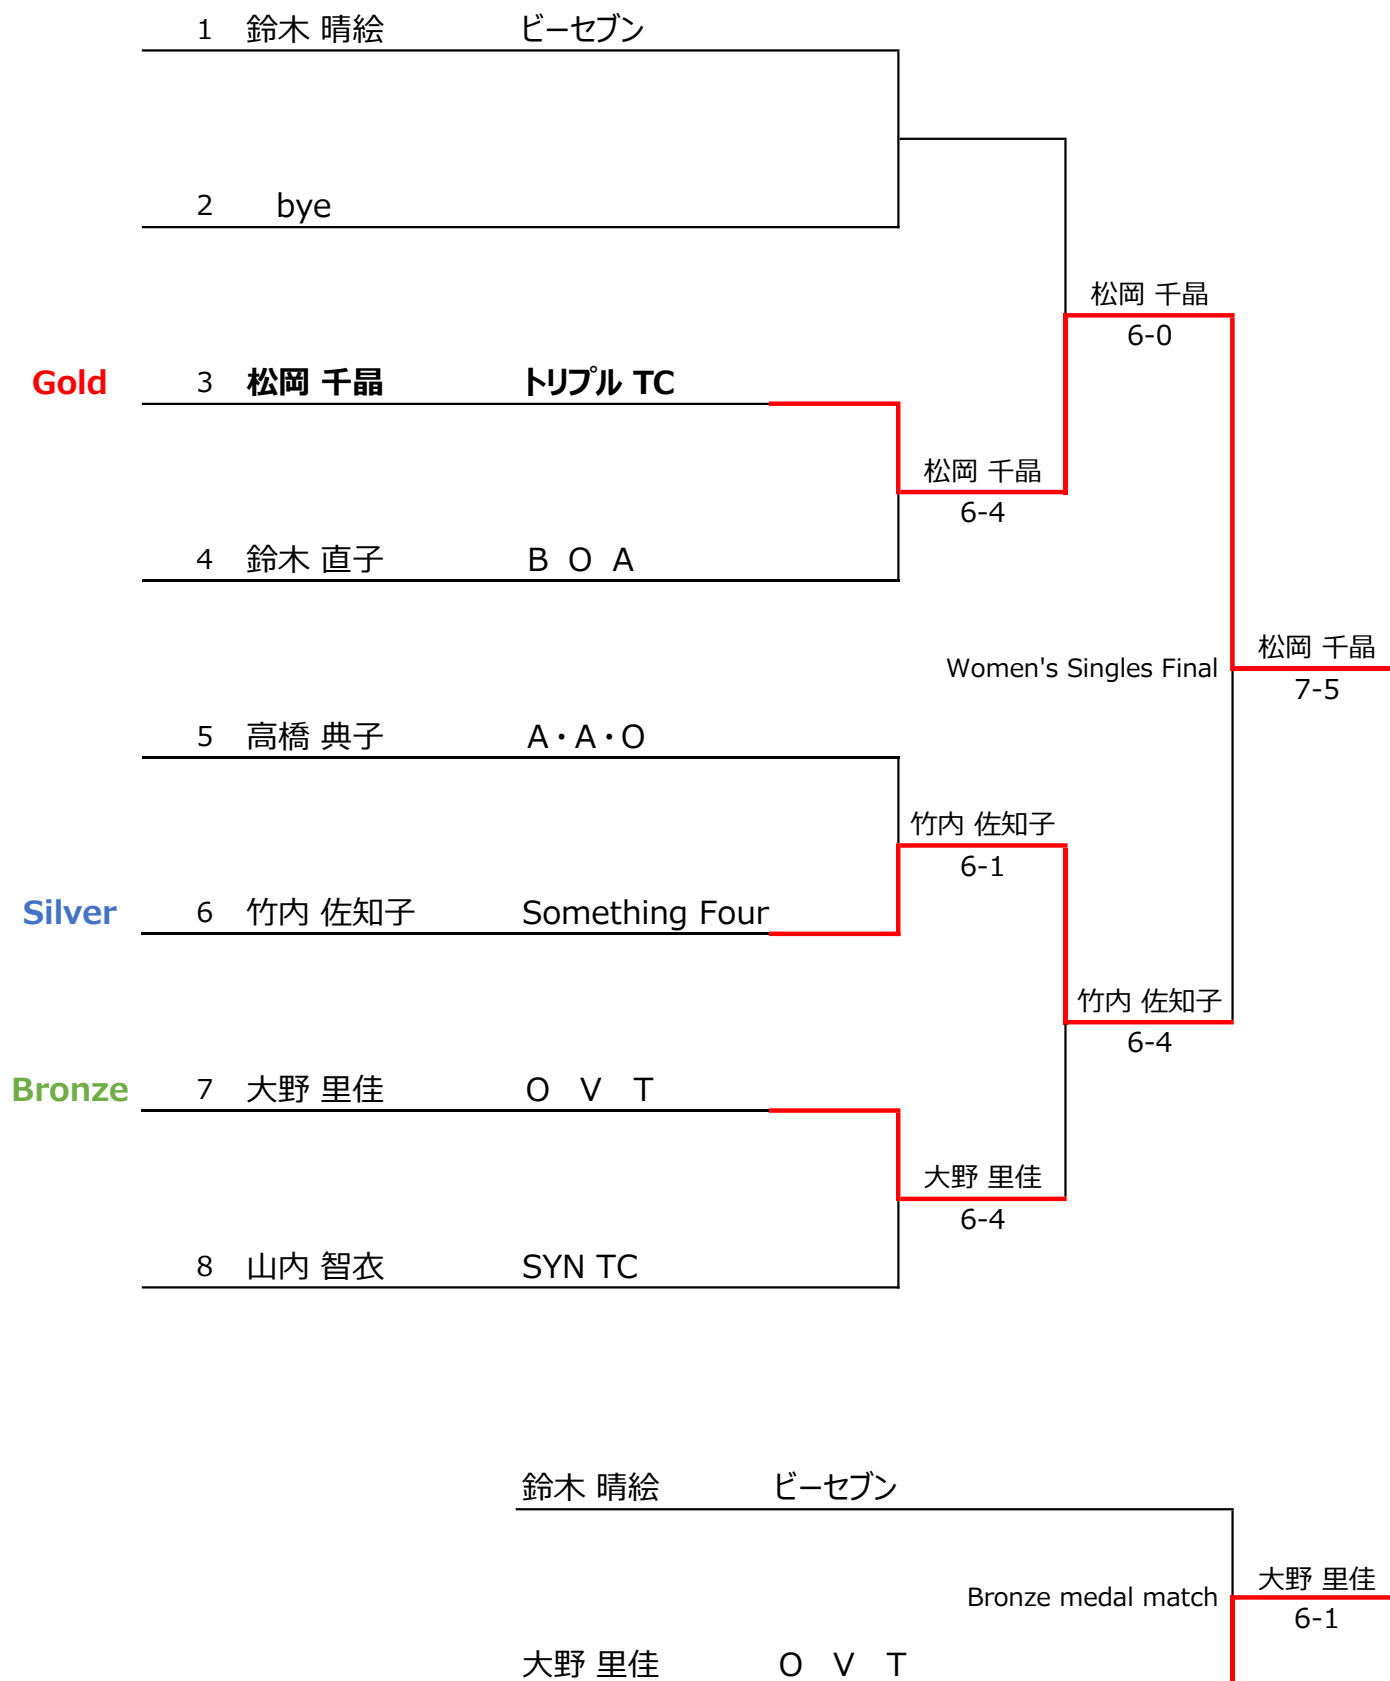 1 鈴木 晴絵 ビーセブン
2 bye
松岡 千晶
6-0
Gold 3 松岡 千晶 トリプル TC
松岡 千晶
6-4
4 鈴木 直子 B O A
松岡 千晶
Women's Singles Final
7-5
5 高橋 典子 A・A・O
竹内 佐知子
6-1
Silver 6 竹内 佐知子 Something Four
竹内 佐知子
6-4
Bronze 7 大野 里佳 O V T
大野 里佳
6-4
8 山内 智衣 SYN TC
鈴木 晴絵 ビーセブン
大野 里佳
Bronze medal match
6-1
大野 里佳 O V T